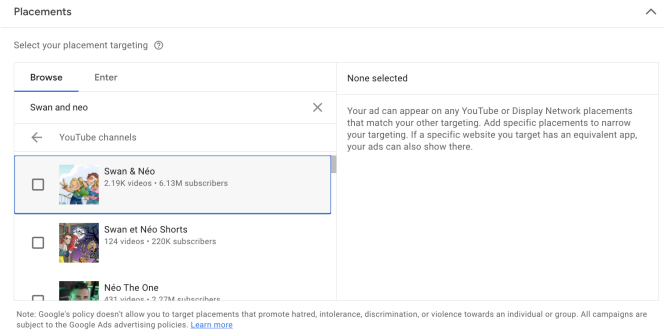 Placements
Select your placement targeting
Browse
Enter
None selected
Swan and neo
YouTube channels
Swan & Néo
2.19K videos • 6.13M subscribers
Swan et Néo Shorts
124 videos • 220K subscribers
Néo The One
431 videos • 2.27M subscribers
Your ad can appear on any YouTube or Display Network placements
that match your other targeting. Add specific placements to narrow
your targeting. If a specific website you target has an equivalent app,
your ads can also show there.
Note: Google's policy doesn't allow you to target placements that promote hatred, intolerance, discrimination, or violence towards an individual or group. All campaigns are
subject to the Google Ads advertising policies. Learn more